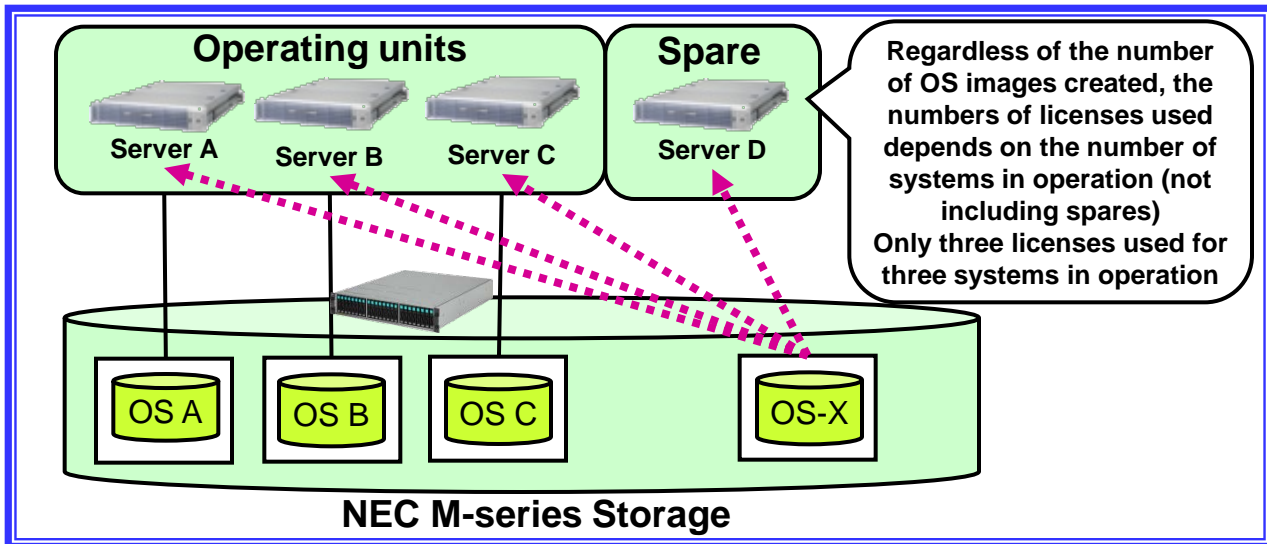 Operating units
Spare
Server A
Server B
Server C
Server D
Regardless of the number
of OS images created, the
numbers of licenses used
depends on the number of
systems in operation (not
including spares)
Only three licenses used for
three systems in operation
OS A
OS B
OS C
OS-X
NEC M-series Storage